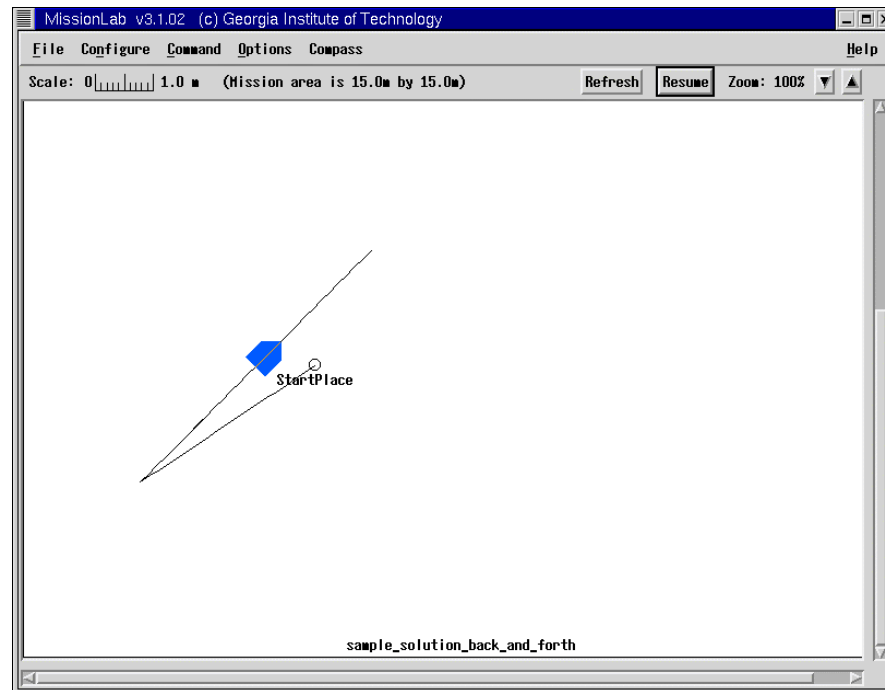 MissionLab v3.1.02 (c) Georgia Institute of Technology
File Configure Command Options Compass Help
Scale: 0 1.0 m (Mission area is 15.0m by 15.0m) Refresh Resume Zoom: 100%
StartPlace
sample_solution_back_and_forth